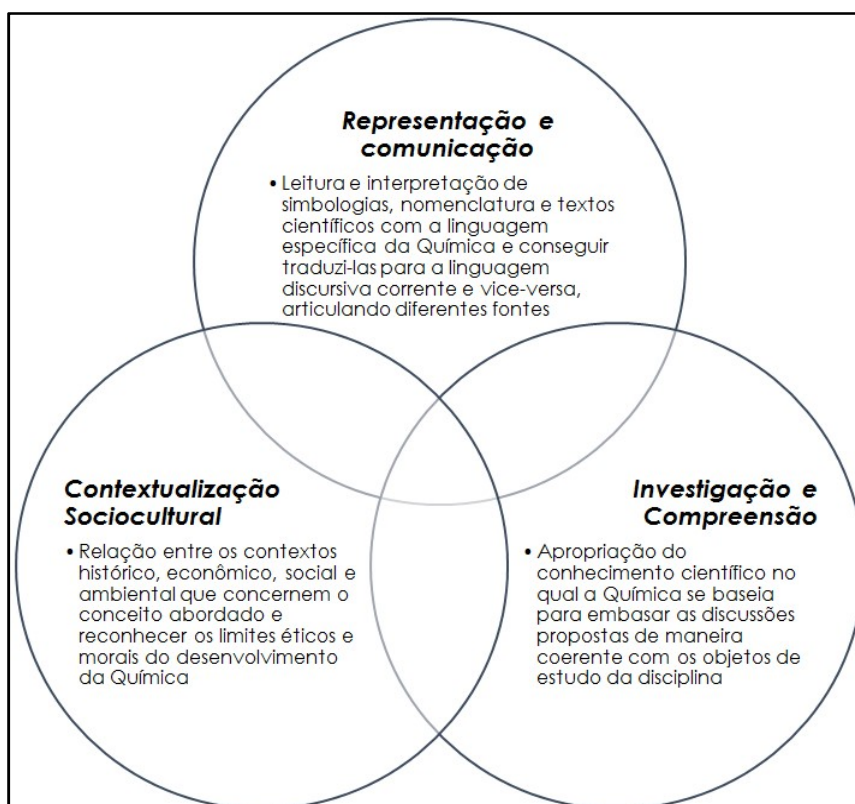 Representação e
comunicação
• Leitura e interpretação de
simbologias, nomenclatura e textos
científicos com a linguagem
específica da Química e conseguir
traduzi-las para a linguagem
discursiva corrente e vice-versa,
articulando diferentes fontes
Contextualização
Sociocultural
• Relação entre os contextos
histórico, econômico, social e
ambiental que concernem o
conceito abordado e
reconhecer os limites éticos e
morais do desenvolvimento
da Química
Investigação e
Compreensão
• Apropriação do
conhecimento científico no
qual a Química se baseia
para embasar as discussões
propostas de maneira
coerente com os objetos de
estudo da disciplina